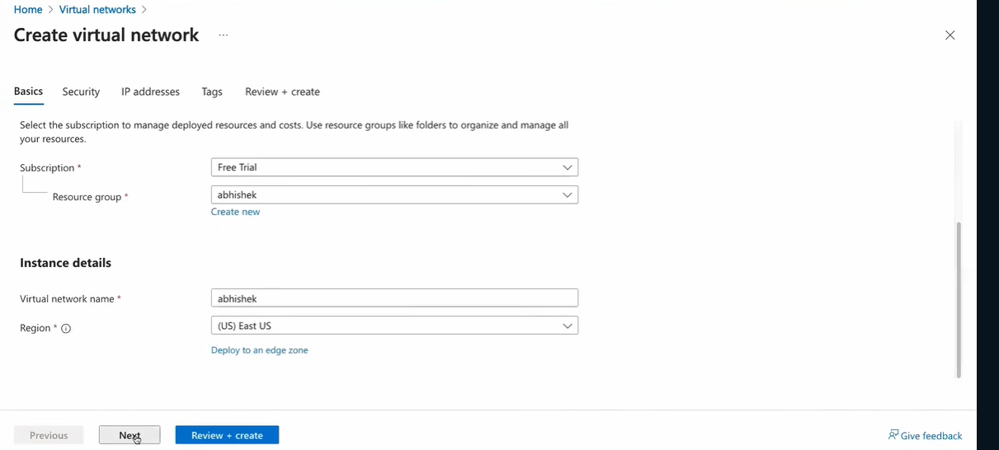 Home > Virtual networks >
Create virtual network ...
Basics Security IP addresses Tags Review + create
Select the subscription to manage deployed resources and costs. Use resource groups like folders to organize and manage all
your resources.
Subscription * Free Trial
Resource group * abhishek
Create new
Instance details
Virtual network name * abhishek
Region * (US) East US
Deploy to an edge zone
Previous Next Review + create Give feedback